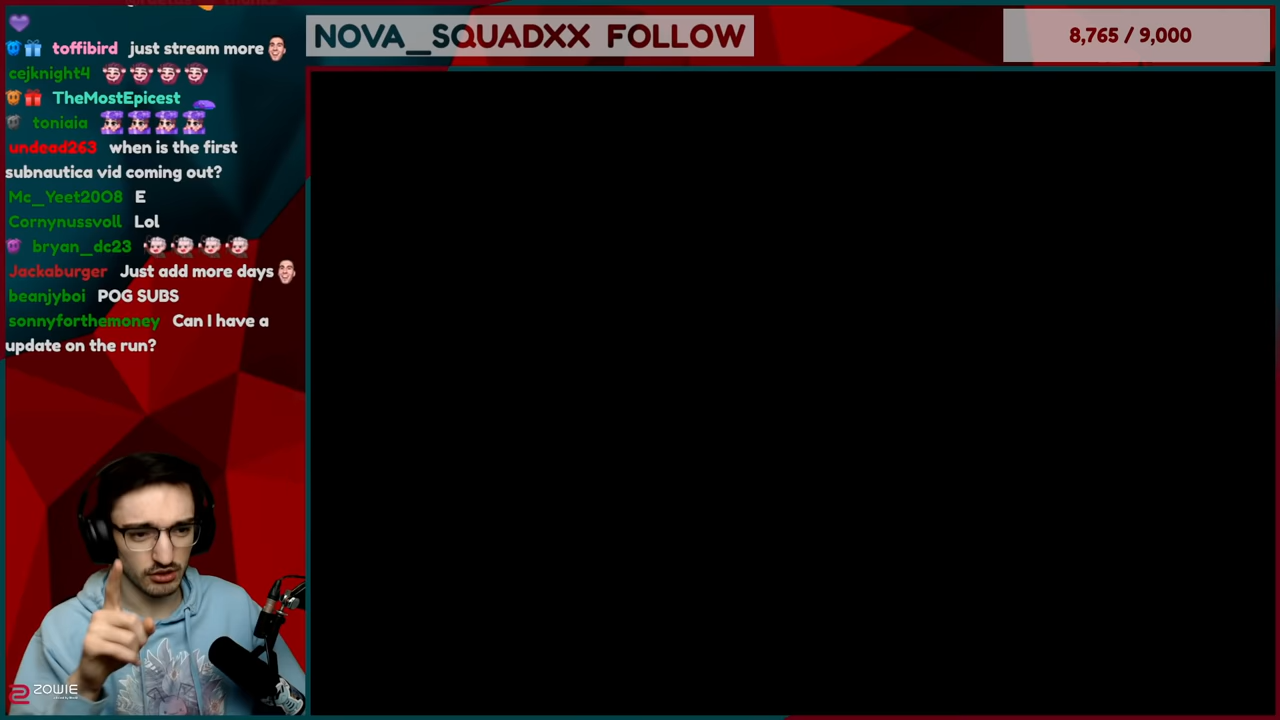 NOVA_SQUADXX FOLLOW
8,765 / 9,000
toffibird just stream more
cejknight4
TheMostEpicest
toniaia
undead263 when is the first
subnautica vid coming out?
Mc_Yeet2008 E
Cornynussvoll Lol
bryan_dc23
Jackaburger Just add more days
beanjyboi POG SUBS
sonnyforthemoney Can I have a
update on the run?
ZOWIE